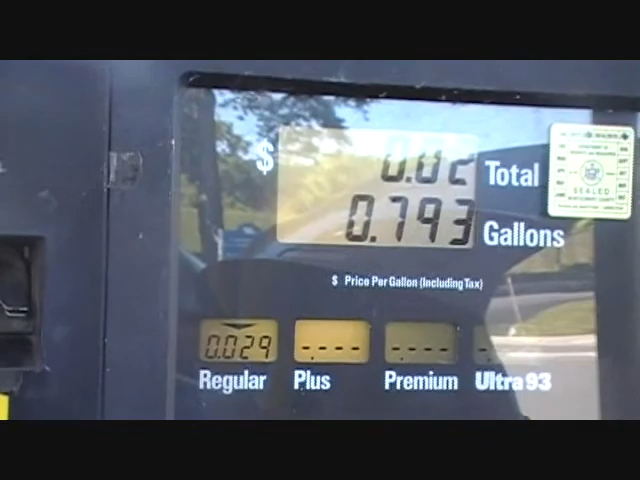 $ 0.02 Total
0.793 Gallons
SEALED
$ Price Per Gallon (Including Tax)
0.029 -.---- -.---- -.
Regular Plus Premium Ultra 93